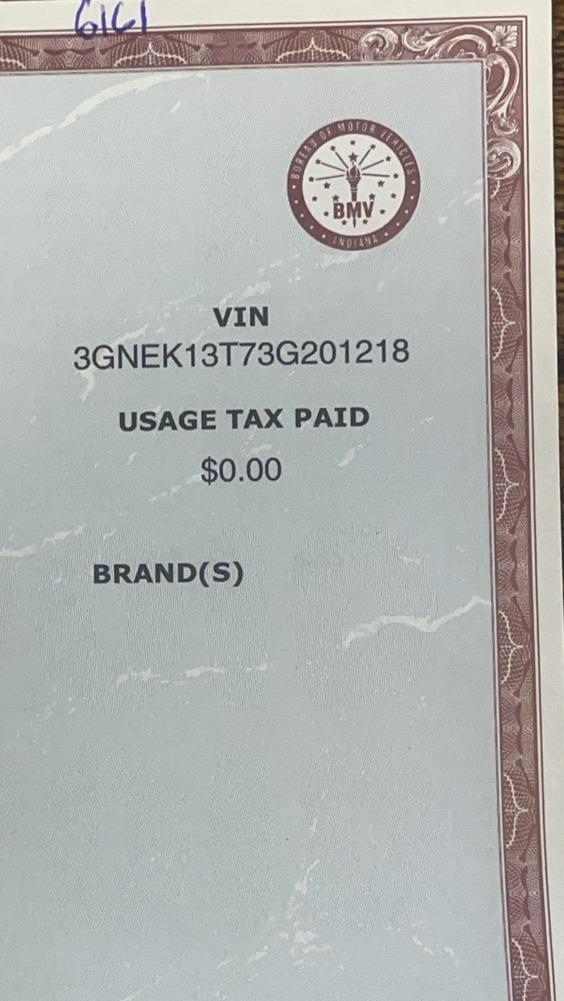 6161
BUREAU OF MOTOR VEHICLES
BMV
INDIANA
VIN
3GNEK13T73G201218
USAGE TAX PAID
$0.00
BRAND(S)